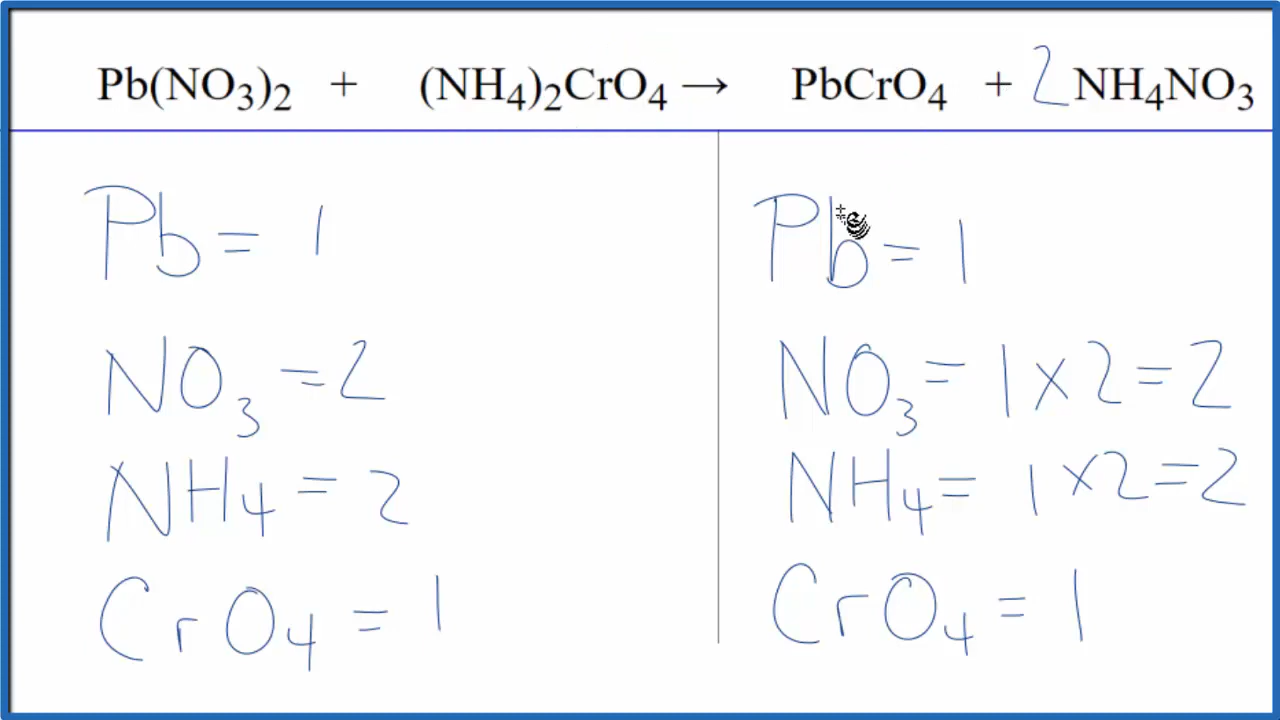 Pb(NO3)2 + (NH4)2CrO4 → PbCrO4 + 2 NH4NO3
Pb = 1
NO3 = 2
NH4 = 2
CrO4 = 1
Pb = 1
NO3 = 1 x 2 = 2
NH4 = 1 x 2 = 2
CrO4 = 1